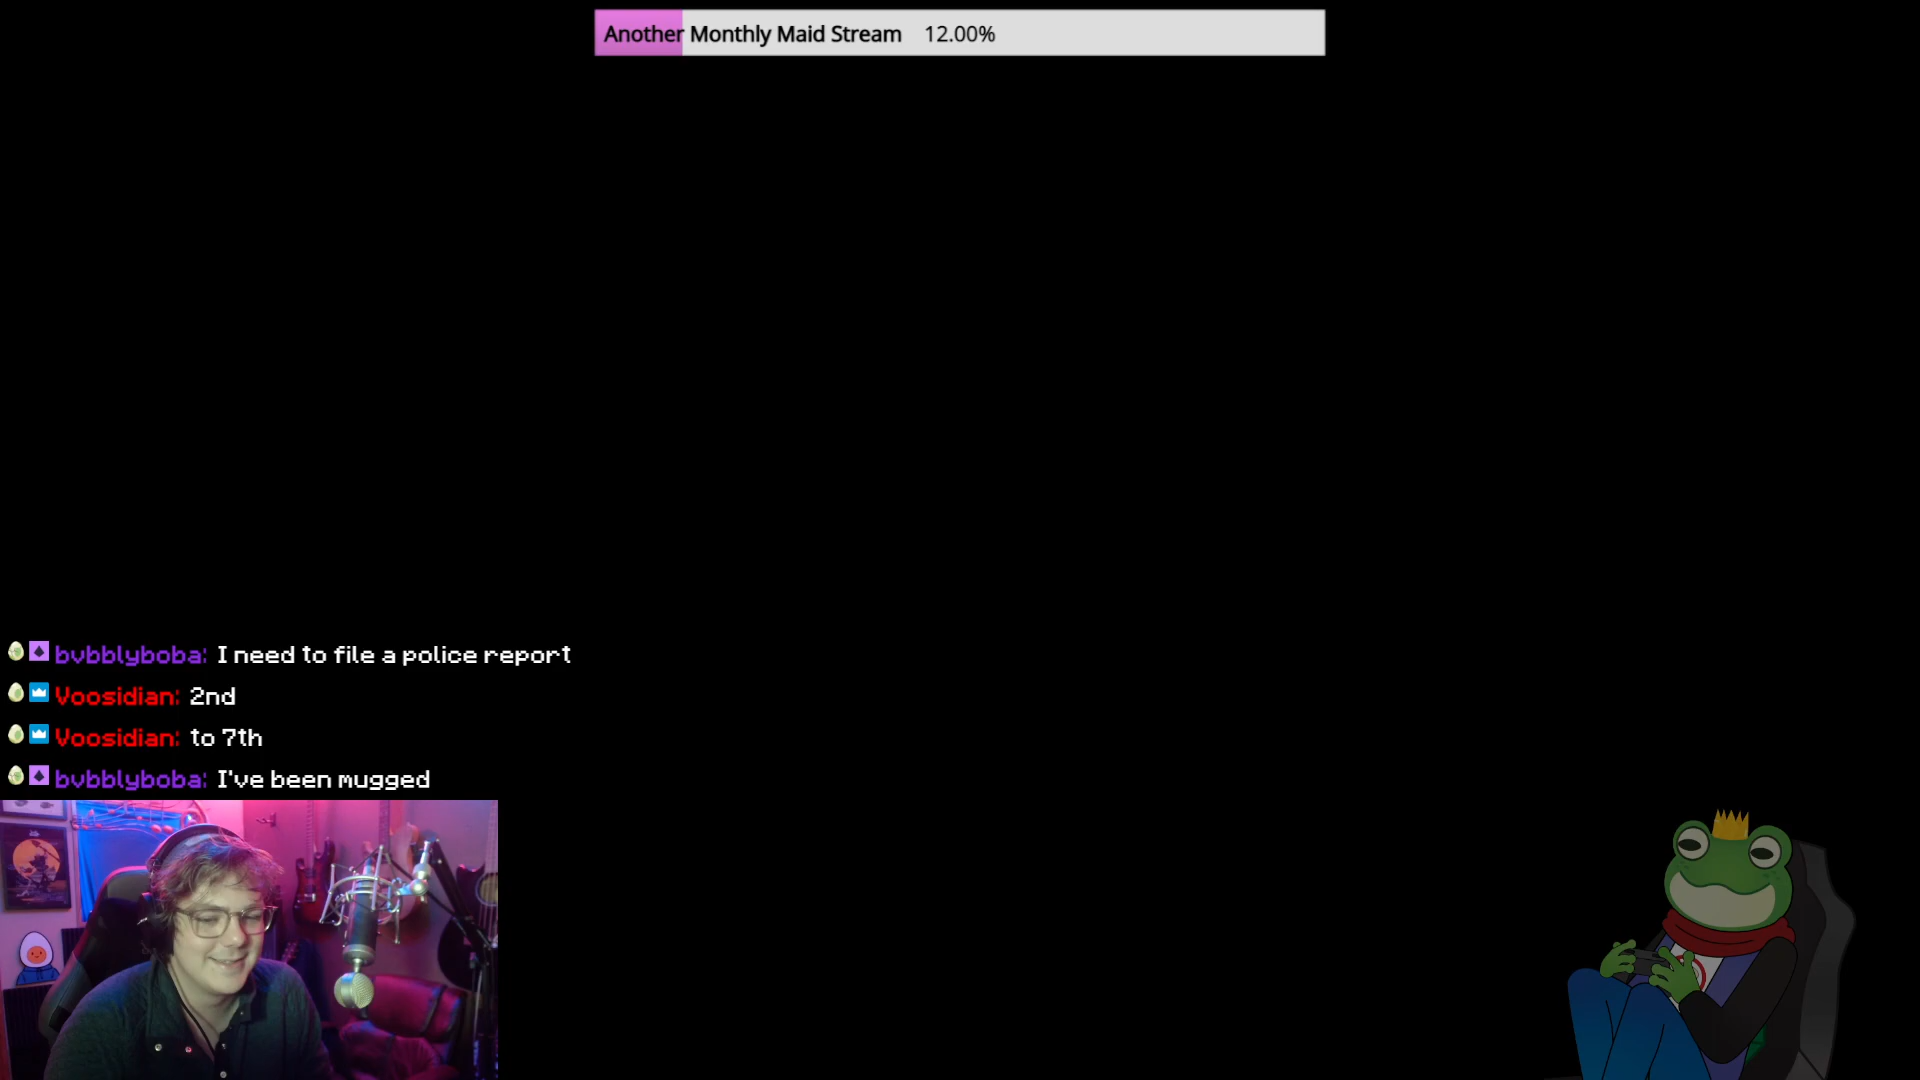 Another Monthly Maid Stream 12.00%
bvbblyboba: I need to file a police report
Voosidian: 2nd
Voosidian: to 7th
bvbblyboba: I've been mugged